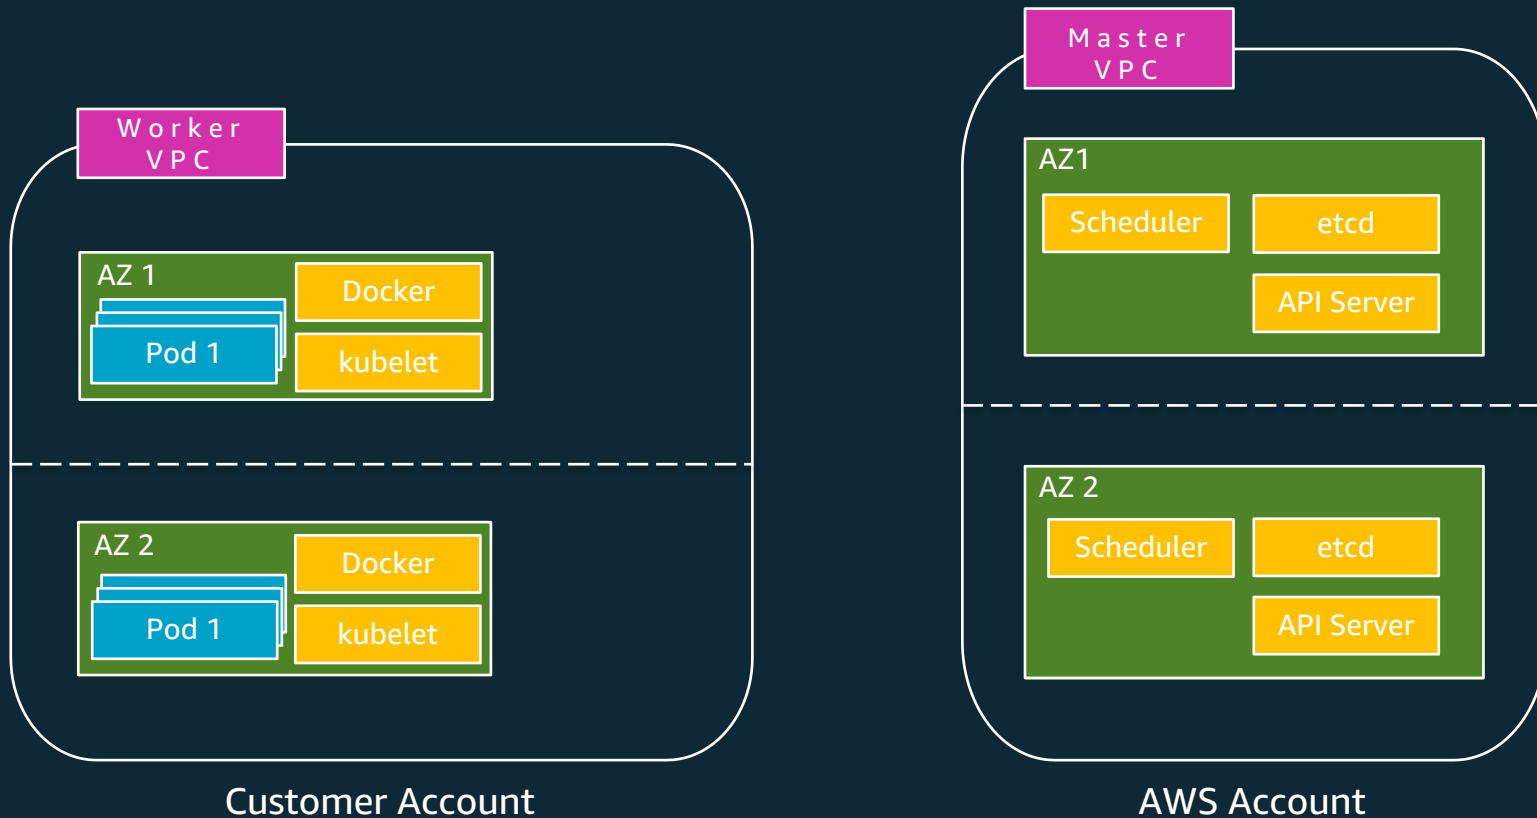 Worker
VPC
AZ 1
Docker
Pod 1
kubelet
AZ 2
Docker
Pod 1
kubelet
Customer Account
Master
VPC
AZ1
Scheduler
etcd
API Server
AZ 2
Scheduler
etcd
API Server
AWS Account